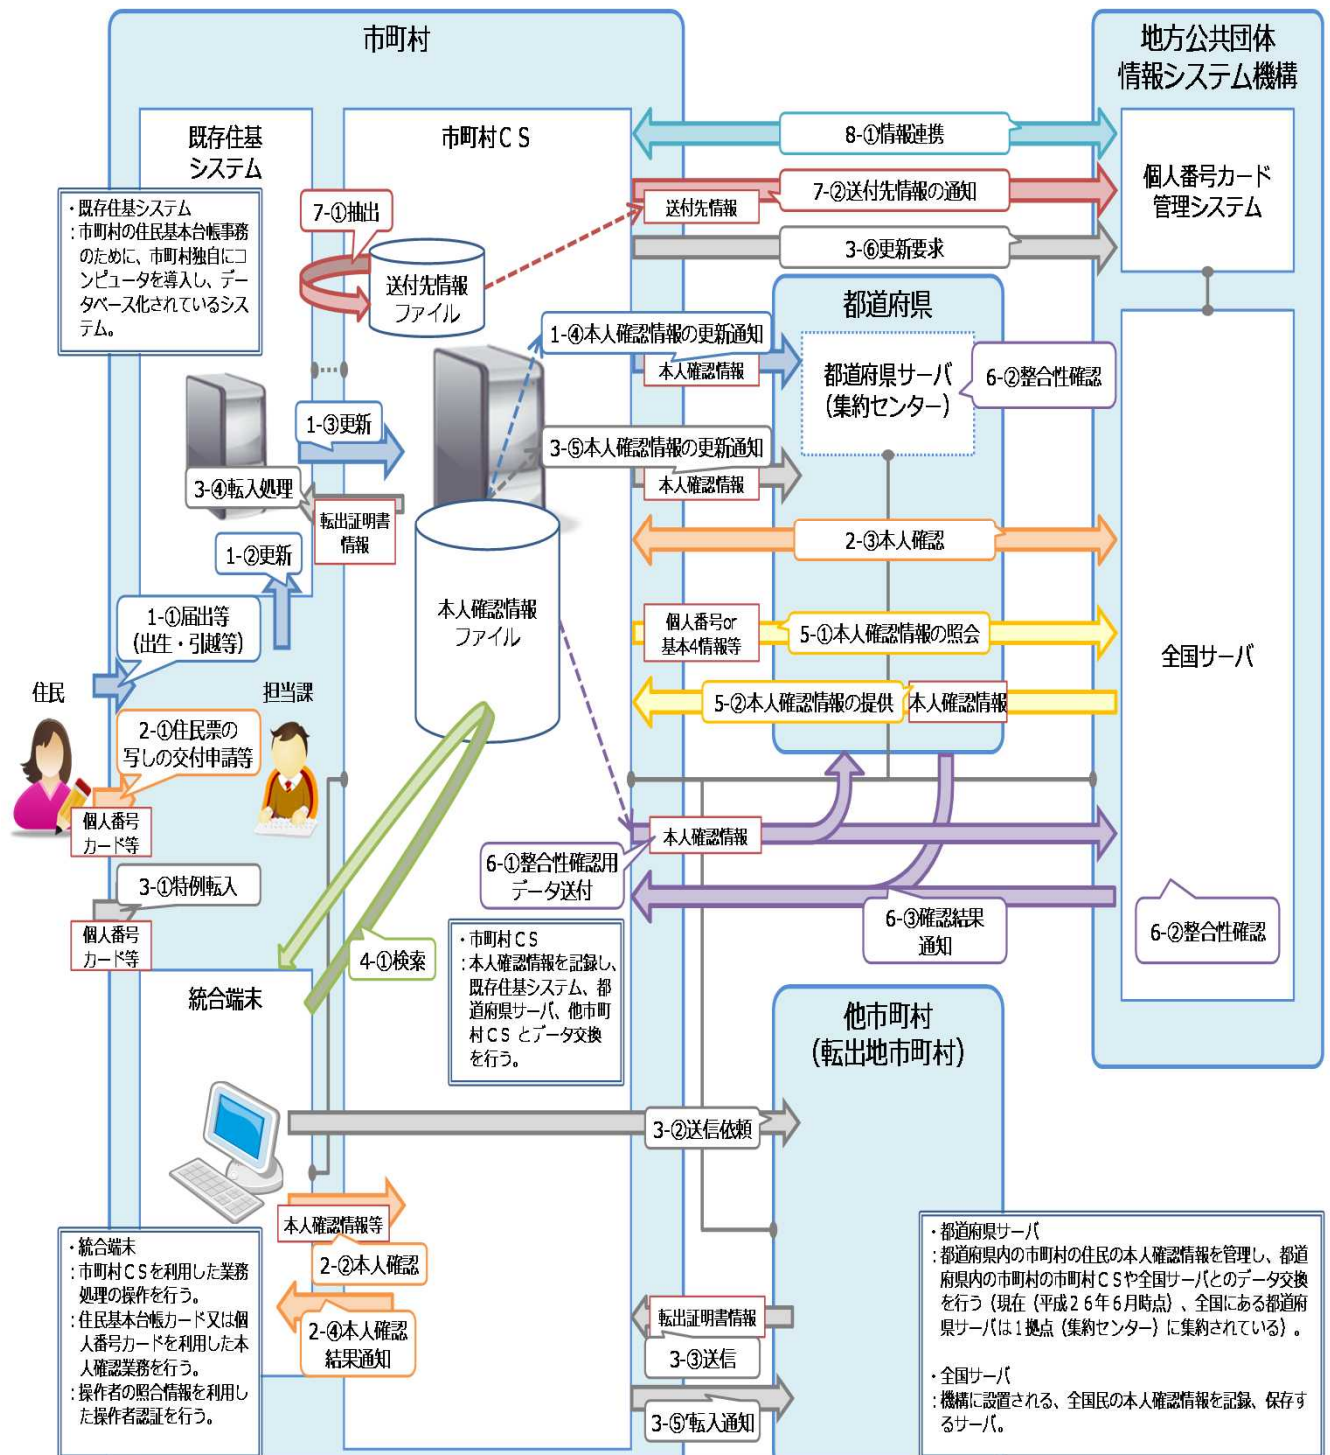 市町村
地方公共団体
情報システム機構
既存住基
システム
市町村ＣＳ
8-①情報連携
個人番号カード
管理システム
・既存住基システム
：市町村の住民基本台帳事務
のために、市町村独自にコ
ンピュータを導入し、デー
タベース化されているシス
テム。
7-①抽出
送付先情報
7-②送付先情報の通知
3-⑥更新要求
送付先情報
ファイル
都道府県
1-④本人確認情報の更新通知
本人確認情報
都道府県サーバ
（集約センター）
6-②整合性確認
1-③更新
3-⑤本人確認情報の更新通知
本人確認情報
3-④転入処理
転出証明書
情報
2-③本人確認
1-②更新
1-①届出等
（出生・引越等）
本人確認情報
ファイル
個人番号or
基本4情報等
5-①本人確認情報の照会
全国サーバ
住民
担当課
5-②本人確認情報の提供
本人確認情報
2-①住民票の
写しの交付申請等
個人番号
カード等
本人確認情報
6-①整合性確認用
データ送付
3-①特例転入
個人番号
カード等
6-③確認結果
通知
6-②整合性確認
4-①検索
・市町村ＣＳ
：本人確認情報を記録し、
既存住基システム、都
道府県サーバ、他市町
村ＣＳとデータ交換
を行う。
統合端末
他市町村
（転出地市町村）
3-②送信依頼
本人確認情報等
2-②本人確認
2-④本人確認
結果通知
転出証明書情報
3-③送信
3-⑤'転入通知
・統合端末
：市町村ＣＳを利用した業務
処理の操作を行う。
：住民基本台帳カード又は個
人番号カードを利用した本
人確認業務を行う。
：操作者の照合情報を利用し
た操作者認証を行う。
・都道府県サーバ
：都道府県内の市町村の住民の本人確認情報を管理し、都道
府県内の市町村の市町村ＣＳや全国サーバとのデータ交換
を行う（現在（平成２６年６月時点）、全国にある都道府
県サーバは１拠点（集約センター）に集約されている）。
・全国サーバ
：機構に設置される、全国民の本人確認情報を記録、保存す
るサーバ。